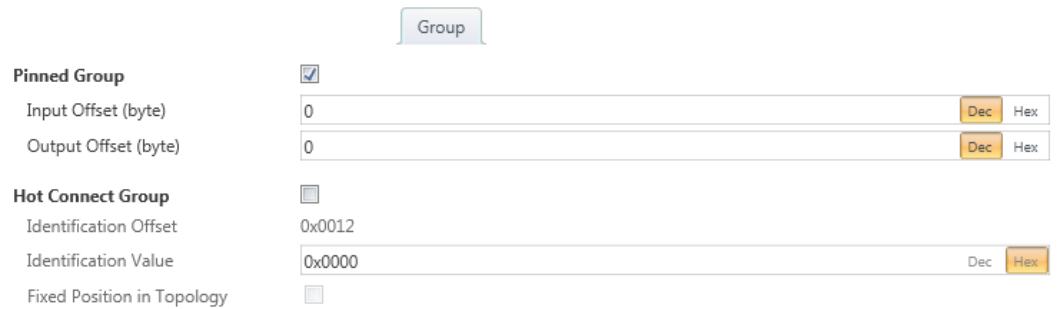 Group
Pinned Group
Input Offset (byte) 0 Dec Hex
Output Offset (byte) 0 Dec Hex
Hot Connect Group
Identification Offset 0x0012
Identification Value 0x0000 Dec Hex
Fixed Position in Topology